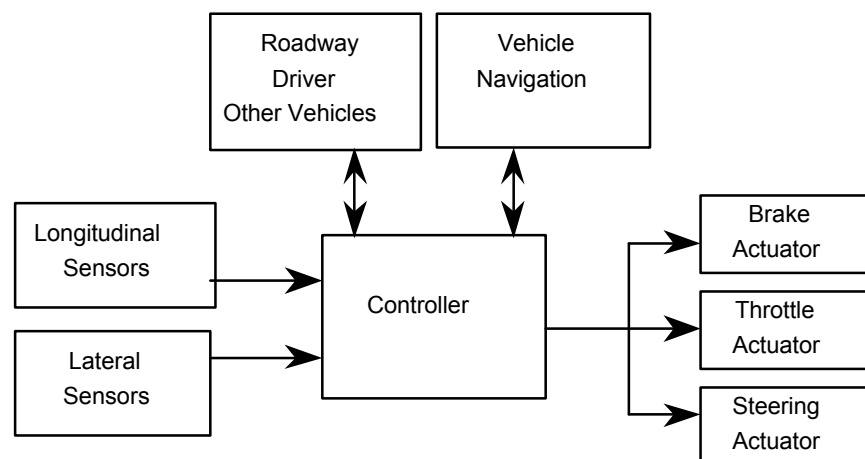 Roadway
Driver
Other Vehicles
Vehicle
Navigation
Longitudinal
Sensors
Lateral
Sensors
Controller
Brake
Actuator
Throttle
Actuator
Steering
Actuator